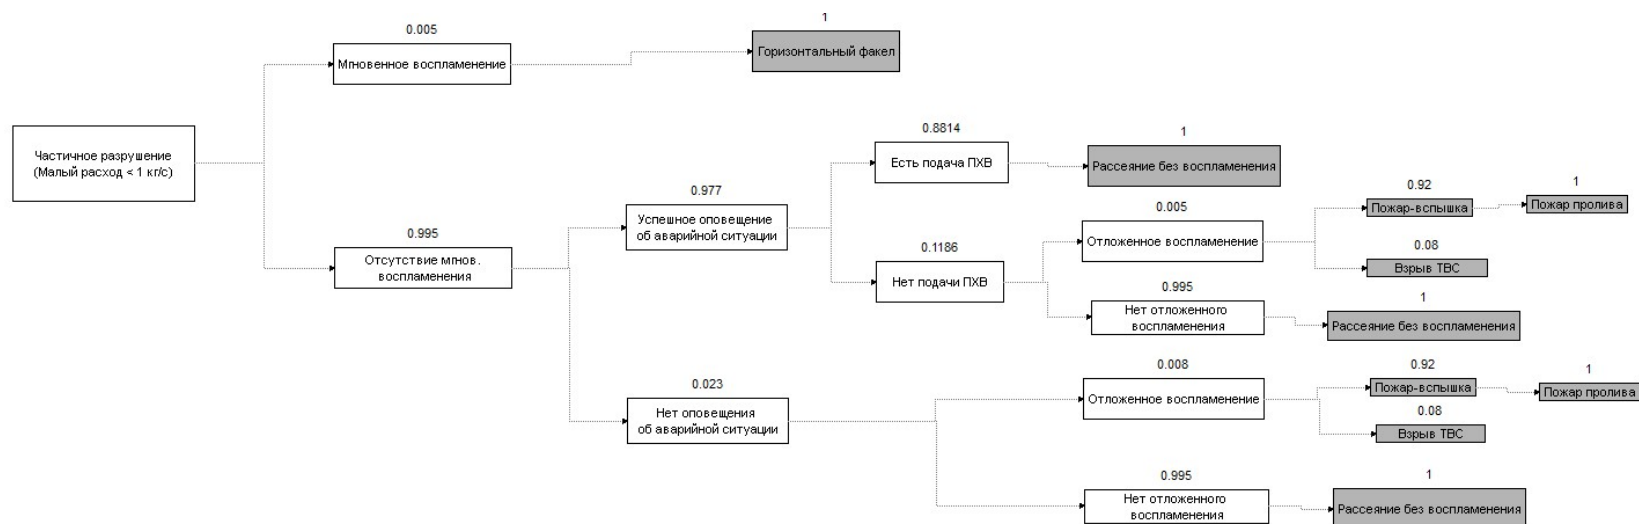 1
0.005
Горизонтальный факел
Мгновенное воспламенение
0.8814
1
Частичное разрушение
(Малый расход < 1 кг/с)
Есть подача ПХВ
Рассеяние без воспламенения
0.977
0.92
1
0.005
Пожар-вспышка
Пожар пролива
Успешное оповещение
об аварийной ситуации
0.995
0.1186
Отложенное воспламенение
0.08
Отсутствие мгнов.
воспламенения
Взрыв ТВС
Нет подачи ПХВ
0.995
1
Нет отложенного
воспламенения
Рассеяние без воспламенения
0.008
0.92
1
0.023
Пожар-вспышка
Пожар пролива
Отложенное воспламенение
Нет оповещения
об аварийной ситуации
0.08
Взрыв ТВС
0.995
1
Нет отложенного
воспламенения
Рассеяние без воспламенения